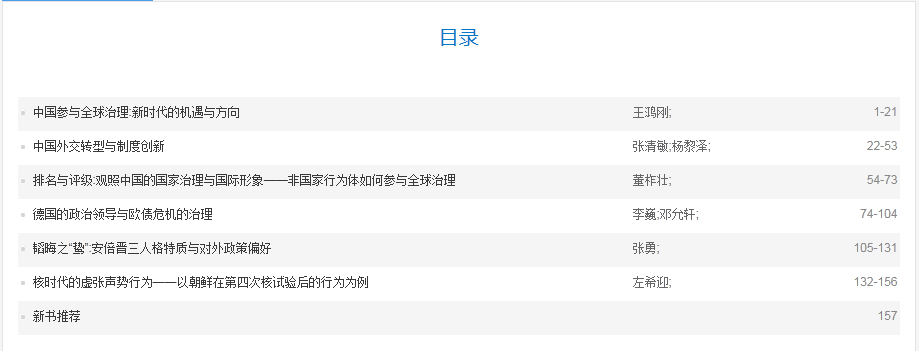 目录
中国参与全球治理:新时代的机遇与方向 王鸿刚; 1-21
中国外交转型与制度创新 张清敏;杨黎泽; 22-53
排名与评级:观照中国的国家治理与国际形象——非国家行为体如何参与全球治理 董柞壮; 54-73
德国的政治领导与欧债危机的治理 李巍;邓允轩; 74-104
韬晦之“鸷”:安倍晋三人格特质与对外政策偏好 张勇; 105-131
核时代的虚张声势行为——以朝鲜在第四次核试验后的行为为例 左希迎; 132-156
新书推荐 157